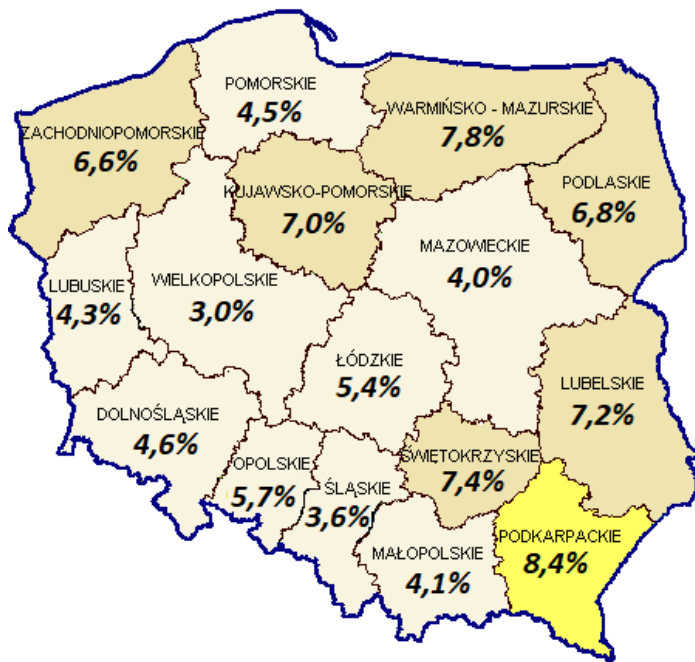 POMORSKIE
4,5%
WARMIŃSKO - MAZURSKIE
7,8%
ZACHODNIOPOMORSKIE
6,6%
KUJAWSKO-POMORSKIE
7,0%
PODLASKIE
6,8%
MAZOWIECKIE
4,0%
LUBUSKIE
4,3%
WIELKOPOLSKIE
3,0%
ŁÓDZKIE
5,4%
LUBELSKIE
7,2%
DOLNOŚLĄSKIE
4,6%
OPOLSKIE
5,7%
ŚLĄSKIE
3,6%
ŚWIĘTOKRZYSKIE
7,4%
MAŁOPOLSKIE
4,1%
PODKARPACKIE
8,4%